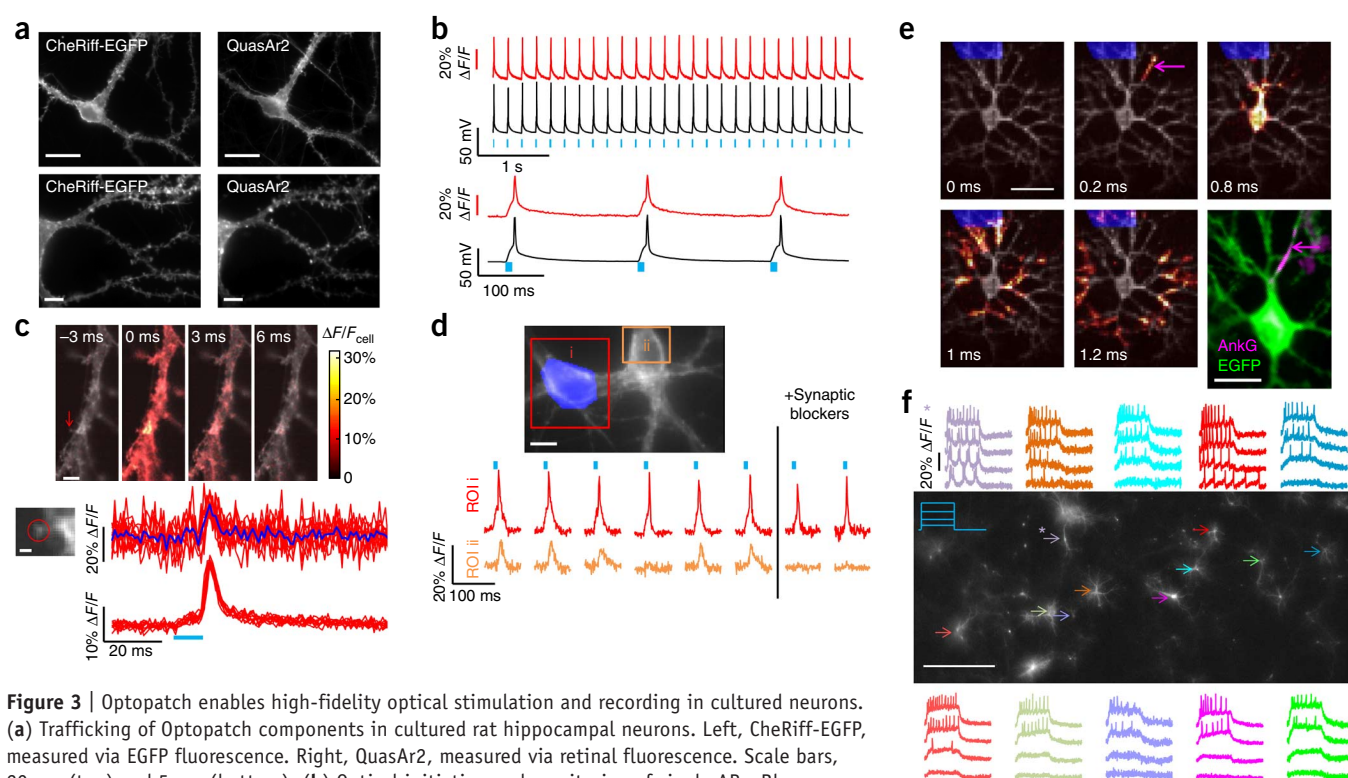 a
CheRiff-EGFP
QuasAr2
CheRiff-EGFP
QuasAr2
b
20%
ΔF/F
50 mV
1 s
20%
ΔF/F
50 mV
100 ms
c
–3 ms
0 ms
3 ms
6 ms
ΔF/Fcell
30%
20%
10%
0
20% ΔF/F
10% ΔF/F
20 ms
d
i
ii
+Synaptic
blockers
ROI i
ROI ii
20% ΔF/F
100 ms
e
0 ms
0.2 ms
0.8 ms
1 ms
1.2 ms
AnkG
EGFP
f
20% ΔF/F
*
*
Figure 3 | Optopatch enables high-fidelity optical stimulation and recording in cultured neurons.
(a) Trafficking of Optopatch components in cultured rat hippocampal neurons. Left, CheRiff-EGFP,
measured via EGFP fluorescence. Right, QuasAr2, measured via retinal fluorescence. Scale bars,